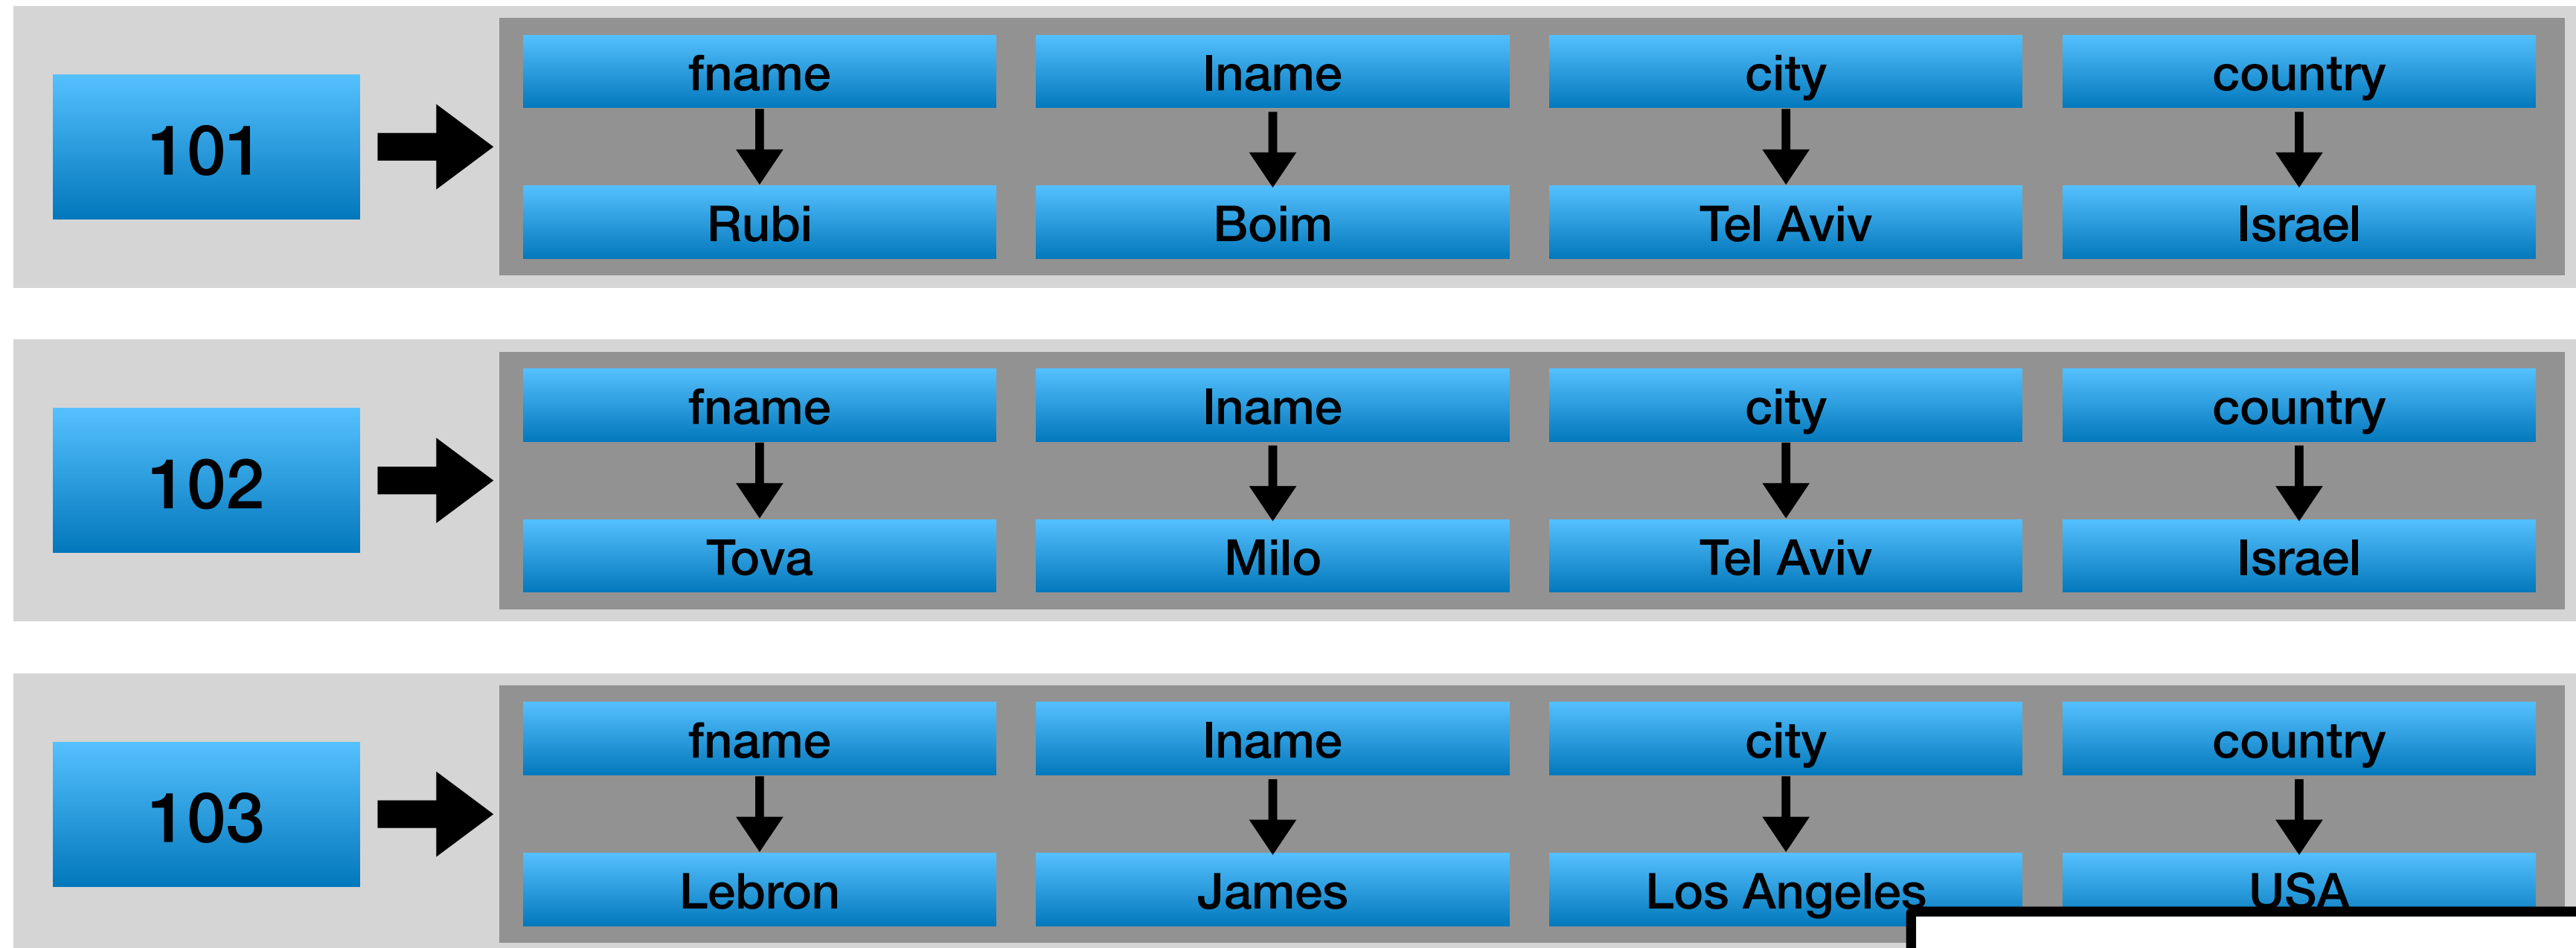 fname lname city country
101
Rubi Boim Tel Aviv Israel
fname lname city country
102
Tova Milo Tel Aviv Israel
fname lname city country
103
Lebron James Los Angeles USA